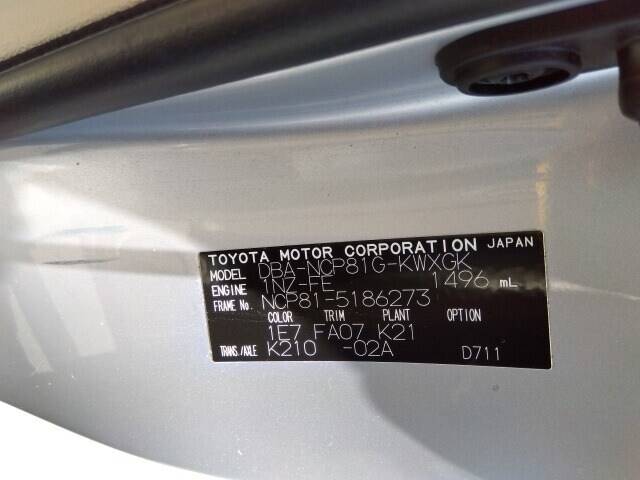 TOYOTA MOTOR CORPORATION JAPAN
MODEL DBA-NCP81G-KWXGK
ENGINE 1NZ-FE 1496 mL
FRAME No. NCP81-5186273
COLOR TRIM PLANT OPTION
1E7 FA07 K21
TRANS./AXLE K210 -02A D711